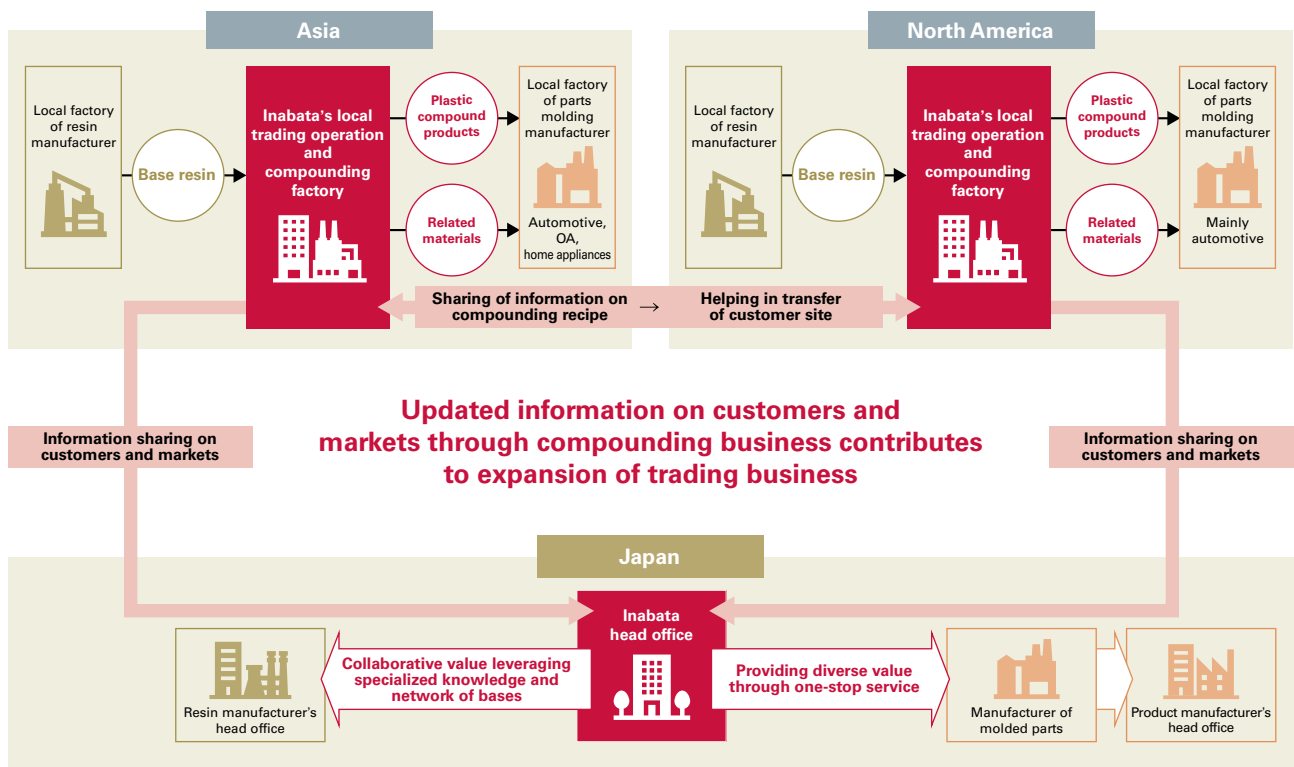 Asia
Local factory
of resin
manufacturer
Base resin
Inabata's local
trading operation
and
compounding
factory
Plastic
compound
products
Related
materials
Local factory
of parts
molding
manufacturer
Automotive,
OA,
home appliances
North America
Local factory
of resin
manufacturer
Base resin
Inabata's local
trading operation
and
compounding
factory
Plastic
compound
products
Related
materials
Local factory
of parts
molding
manufacturer
Mainly
automotive
Sharing of information on
compounding recipe
→
Helping in transfer
of customer site
Information sharing on
customers and markets
Updated information on customers and
markets through compounding business contributes
to expansion of trading business
Information sharing on
customers and markets
Japan
Inabata
head office
Resin manufacturer's
head office
Collaborative value leveraging
specialized knowledge and
network of bases
Providing diverse value
through one-stop service
Manufacturer of
molded parts
Product manufacturer's
head office